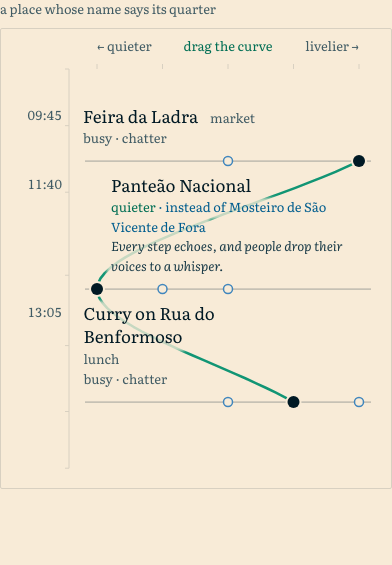 a place whose name says its quarter
← quieter drag the curve livelier →
09:45 Feira da Ladra market
busy · chatter
11:40 Panteão Nacional
quieter · instead of Mosteiro de São
Vicente de Fora
Every step echoes, and people drop their
voices to a whisper.
13:05 Curry on Rua do
Benformoso
lunch
busy · chatter